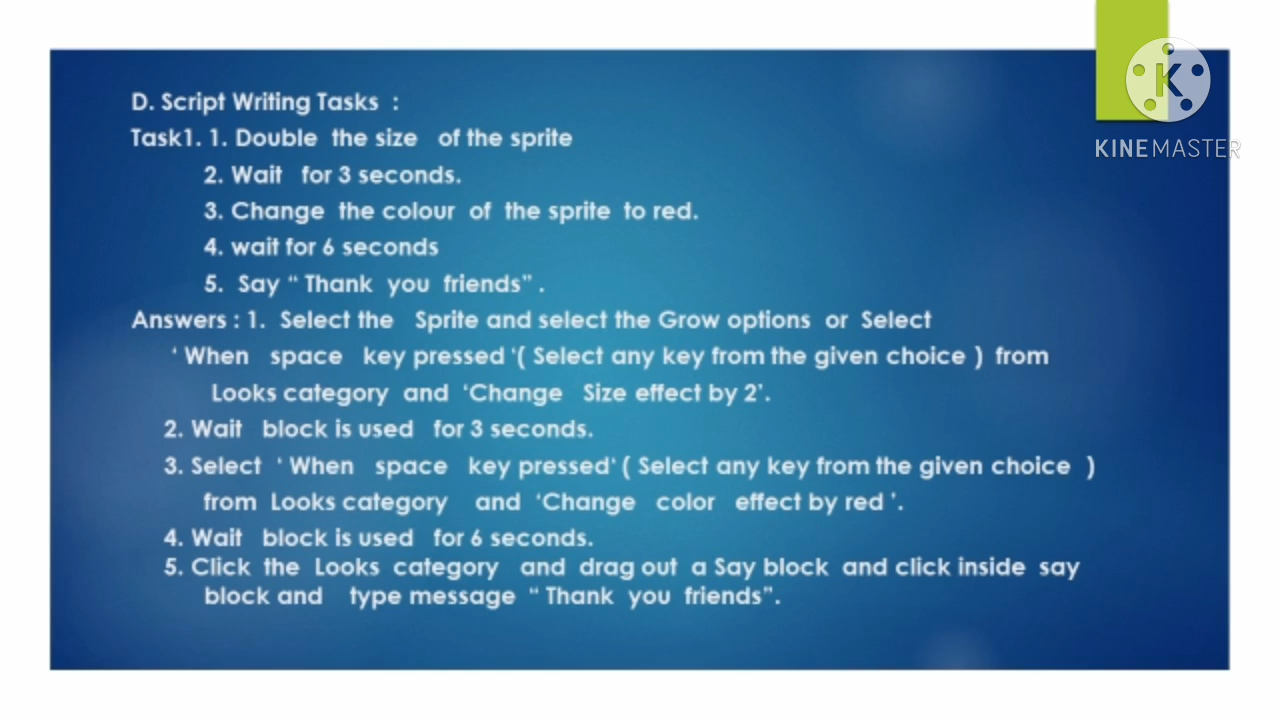 D. Script Writing Tasks :
KINEMASTER
Task1. 1. Double the size of the sprite
2. Wait for 3 seconds.
3. Change the colour of the sprite to red.
4. wait for 6 seconds
5. Say “ Thank you friends” .
Answers : 1. Select the Sprite and select the Grow options or Select
‘ When space key pressed ‘( Select any key from the given choice ) from
Looks category and ‘Change Size effect by 2’.
2. Wait block is used for 3 seconds.
3. Select ‘ When space key pressed‘ ( Select any key from the given choice )
from Looks category and ‘Change color effect by red ’.
4. Wait block is used for 6 seconds.
5. Click the Looks category and drag out a Say block and click inside say
block and type message “ Thank you friends”.